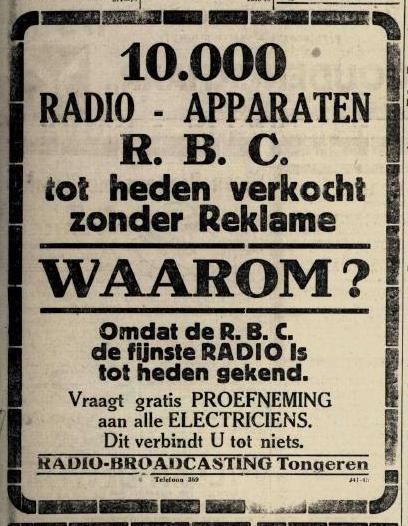 10.000
RADIO - APPARATEN
R. B. C.
tot heden verkocht
zonder Reklame
WAAROM?
Omdat de R. B. C.
de fijnste RADIO is
tot heden gekend.
Vraagt gratis PROEFNEMING
aan alle ELECTRICIENS.
Dit verbindt U tot niets.
RADIO-BROADCASTING Tongeren
Telefoon 369